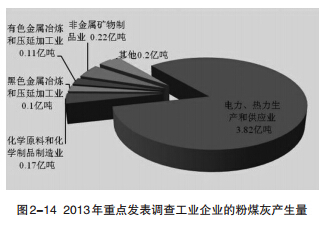 有色金属冶炼
和压延加工业
0.11亿吨
非金属矿物制
品业 0.22亿吨
其他0.2亿吨
黑色金属冶炼
和压延加工业
0.1亿吨
电力、热力生
产和供应业
3.82亿吨
化学原料和化
学制品制造业
0.17亿吨
图2-14 2013年重点发表调查工业企业的粉煤灰产生量